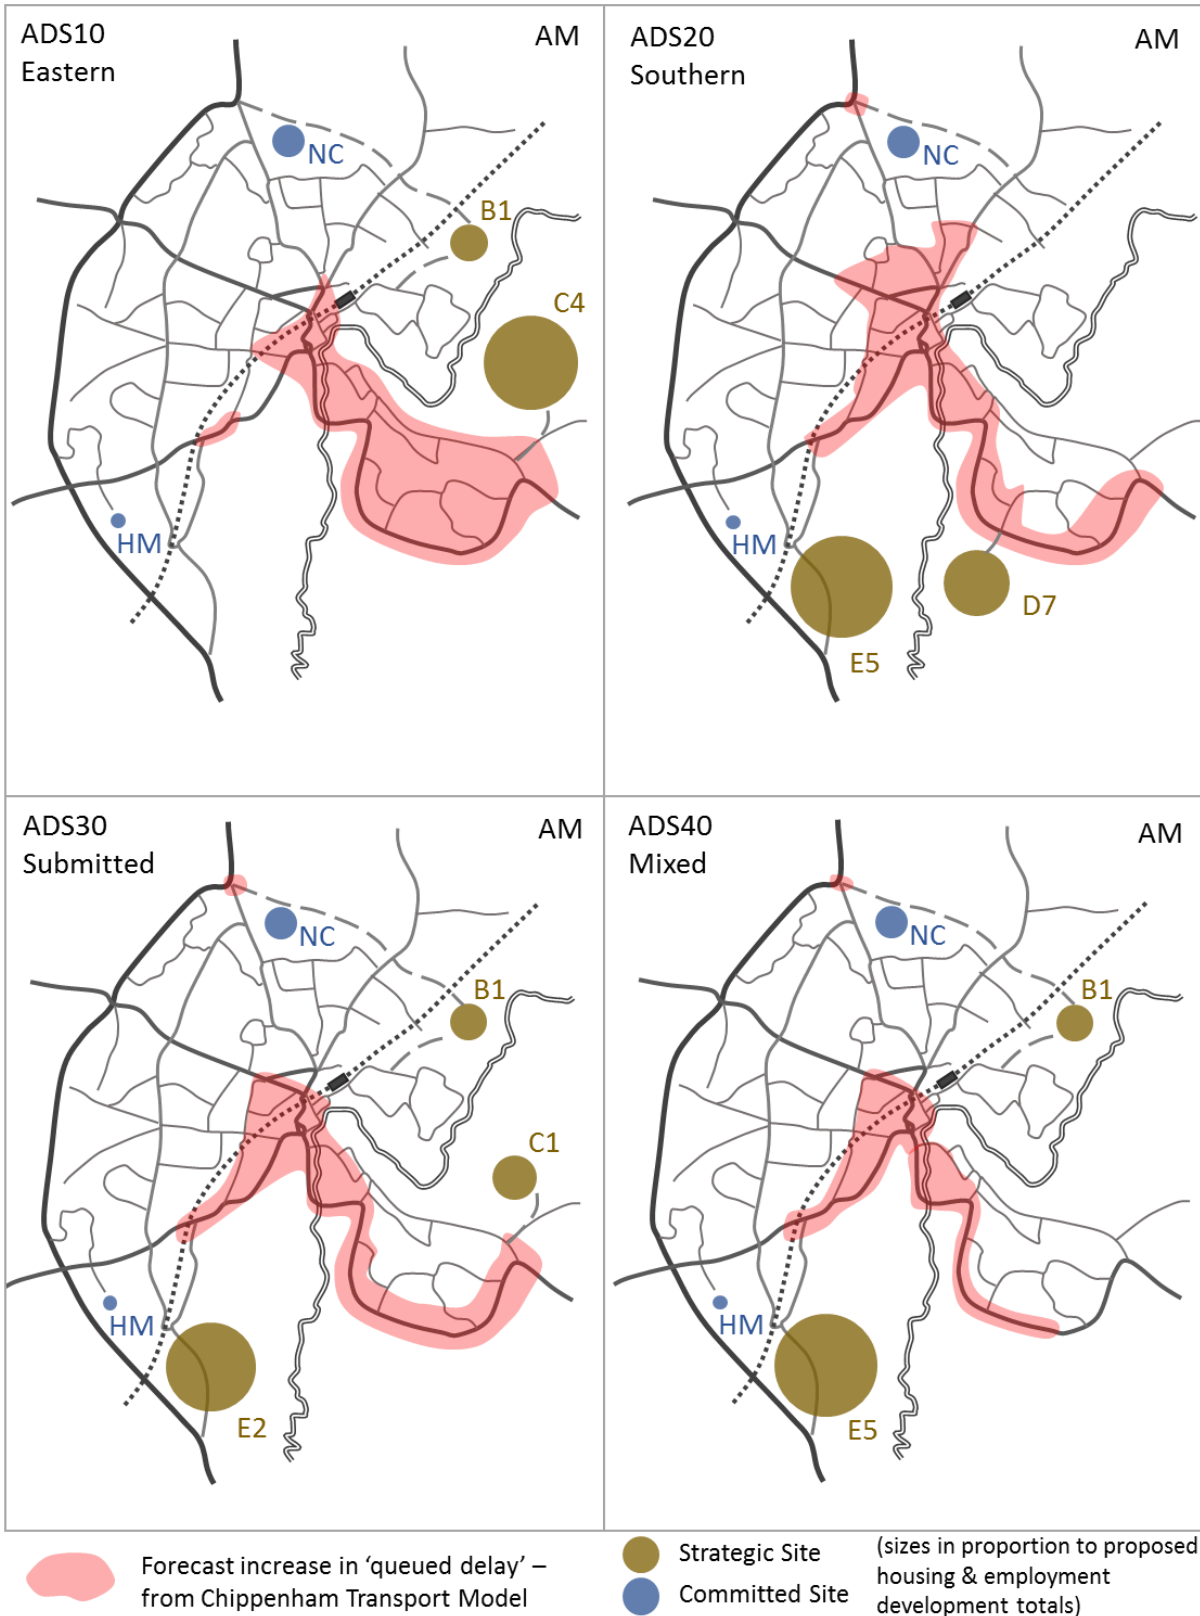 ADS10
Eastern
AM
NC
B1
C4
HM
ADS20
Southern
AM
NC
HM
E5
D7
ADS30
Submitted
AM
NC
B1
C1
HM
E2
ADS40
Mixed
AM
NC
B1
HM
E5
Forecast increase in ‘queued delay’ –
from Chippenham Transport Model
Strategic Site
Committed Site
(sizes in proportion to proposed
housing & employment
development totals)